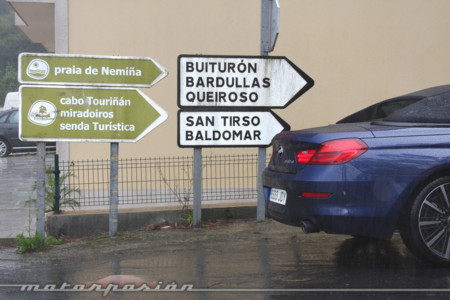 praia de Nemiña
cabo Touriñán
miradoiros
senda Turística
BUITURÓN
BARDULLAS
QUEIROSO
SAN TIRSO
BALDOMAR
motorpasión